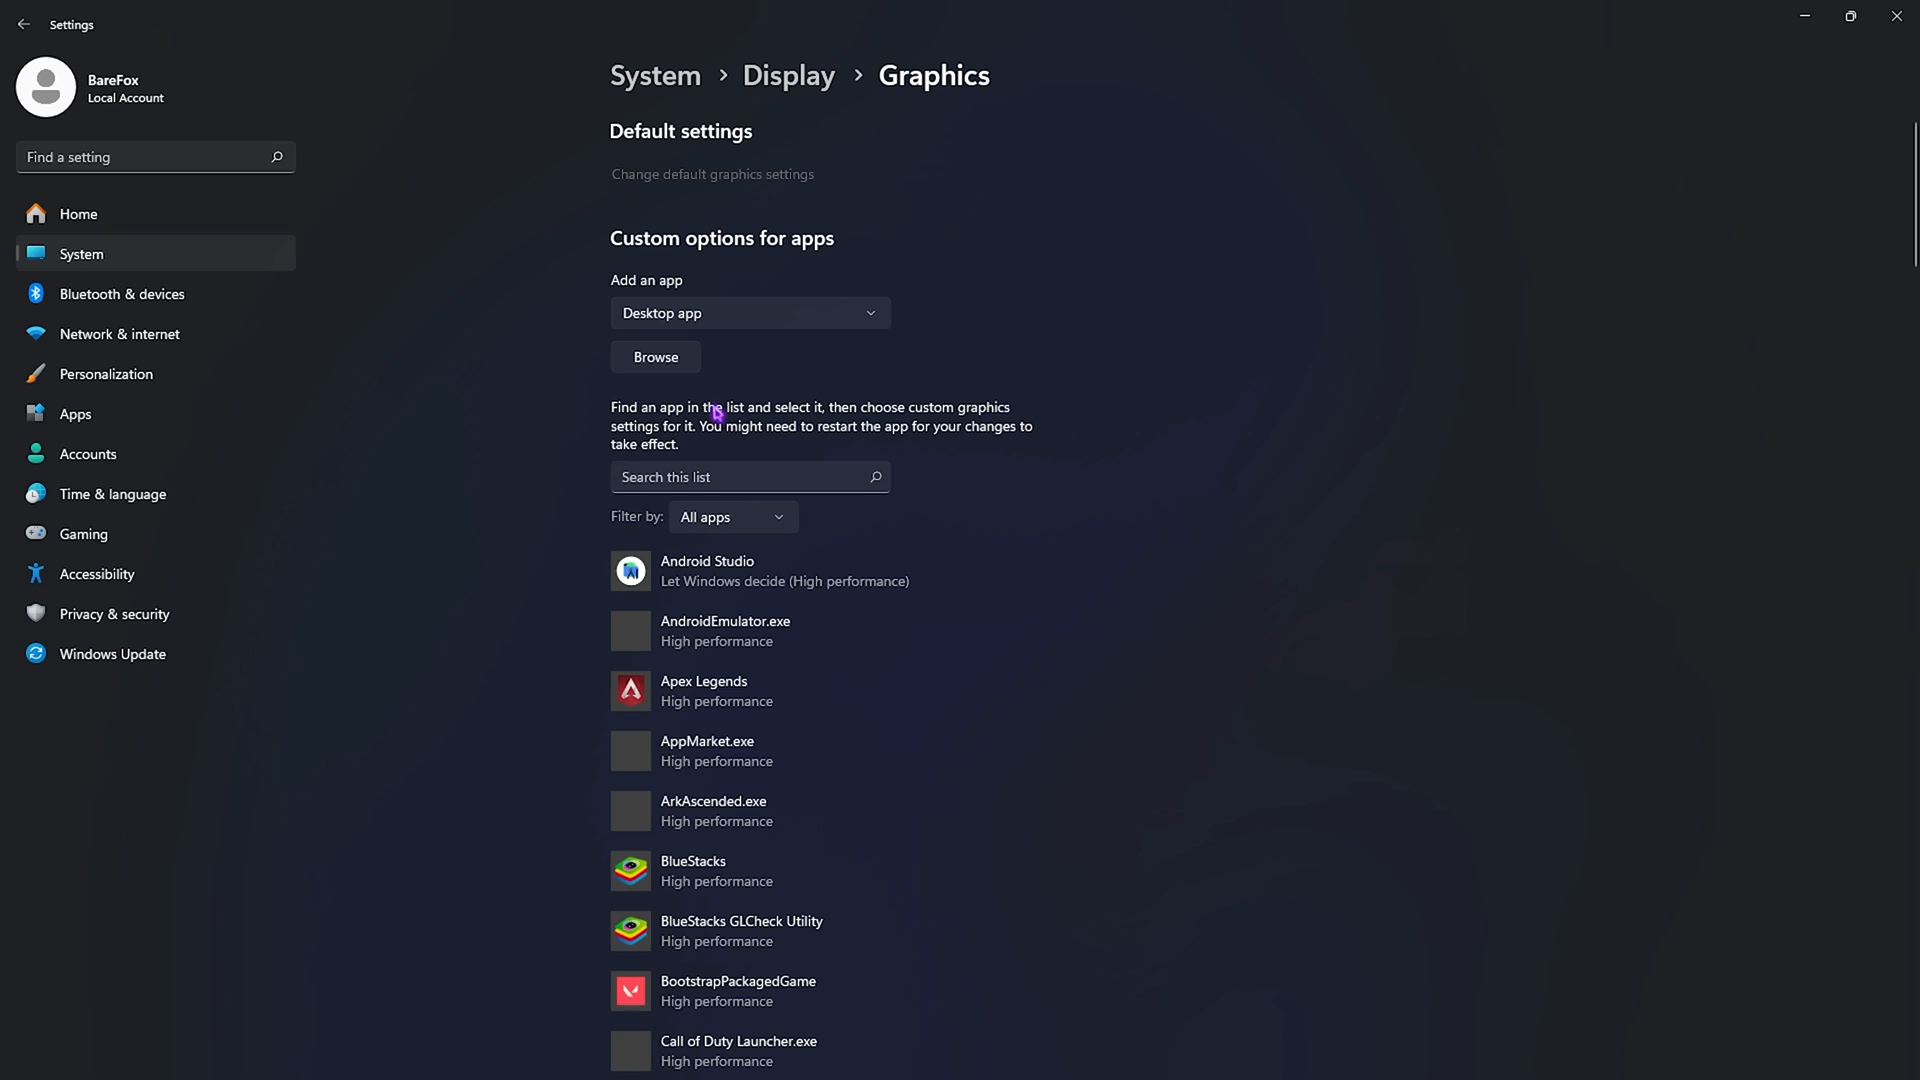 Settings
BareFox
Local Account
Find a setting
Home
System
Bluetooth & devices
Network & internet
Personalization
Apps
Accounts
Time & language
Gaming
Accessibility
Privacy & security
Windows Update
System > Display > Graphics
Default settings
Change default graphics settings
Custom options for apps
Add an app
Desktop app
Browse
Find an app in the list and select it, then choose custom graphics
settings for it. You might need to restart the app for your changes to
take effect.
Search this list
Filter by: All apps
Android Studio
Let Windows decide (High performance)
AndroidEmulator.exe
High performance
Apex Legends
High performance
AppMarket.exe
High performance
ArkAscended.exe
High performance
BlueStacks
High performance
BlueStacks GLCheck Utility
High performance
BootstrapPackagedGame
High performance
Call of Duty Launcher.exe
High performance